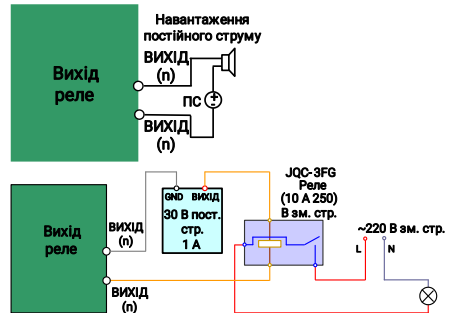 Навантаження
постійного струму
Вихід
реле
ВИХІД
(n)
ПС
ВИХІД
(n)
JQC-3FG
Реле
(10 А 250)
В зм. стр.
GND ВИХІД
30 В пост.
стр.
1 А
Вихід
реле
ВИХІД
(n)
~220 В зм. стр.
L N
ВИХІД
(n)